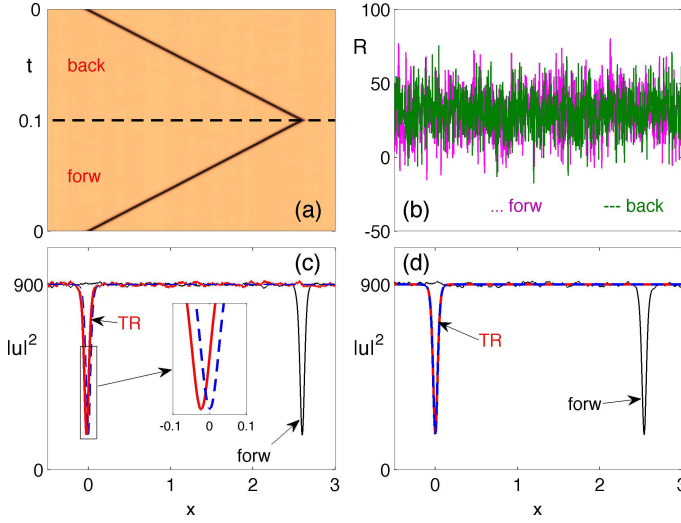 0
back
t
0.1
forw
0
(a)
100
R
50
0
-50
(b)
... forw
--- back
(c)
900
TR
|u|²
-0.1
0
0.1
forw
0
0
1
2
3
x
(d)
900
TR
|u|²
forw
0
0
1
2
3
x